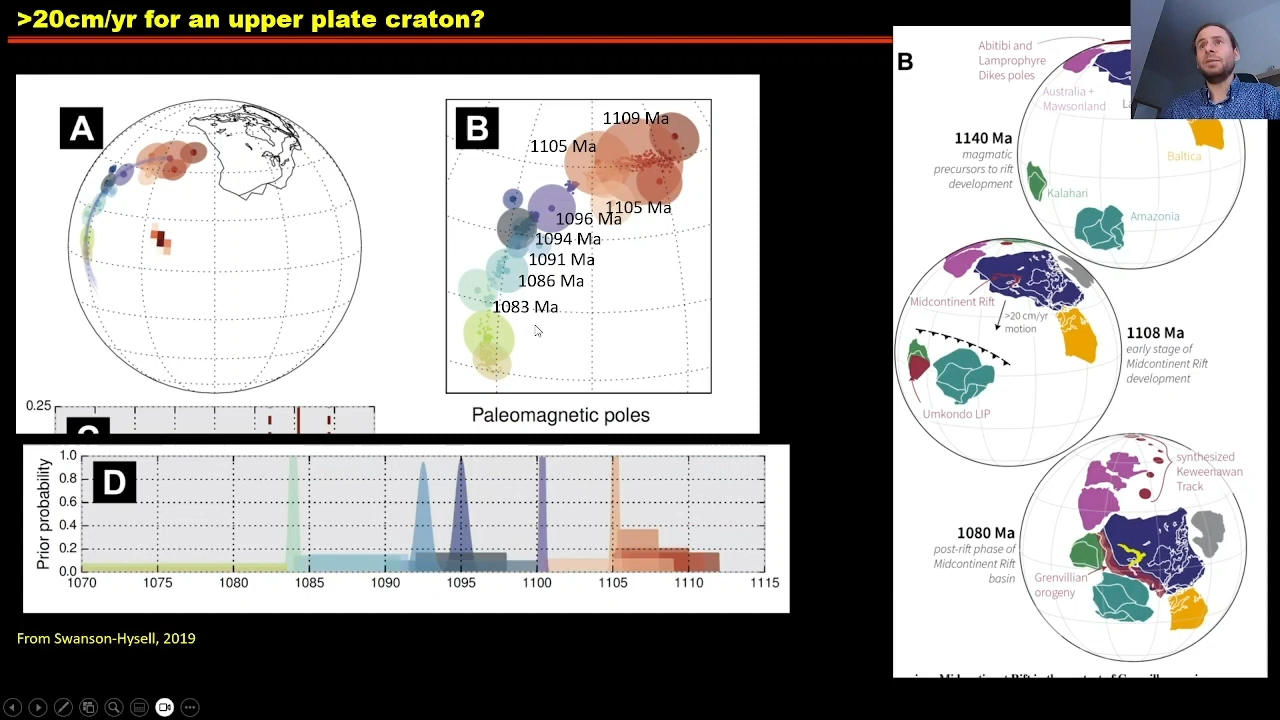 >20cm/yr for an upper plate craton?
A
B
1109 Ma
1105 Ma
1105 Ma
1096 Ma
1094 Ma
1091 Ma
1086 Ma
1083 Ma
Paleomagnetic poles
0.25
D
Prior probability
1.0
0.8
0.6
0.4
0.2
0.0
1070 1075 1080 1085 1090 1095 1100 1105 1110 1115
From Swanson-Hysell, 2019
B
Abitibi and
Lamprophyre
Dikes poles
Australia +
Mawsonland
1140 Ma
magmatic
precursors to rift
development
Baltica
Kalahari
Amazonia
Midcontinent Rift
>20 cm/yr
motion
1108 Ma
early stage of
Midcontinent Rift
development
Umkondo LIP
synthesized
Keweenawan
Track
1080 Ma
post-rift phase of
Midcontinent Rift
basin
Grenvillian
orogeny